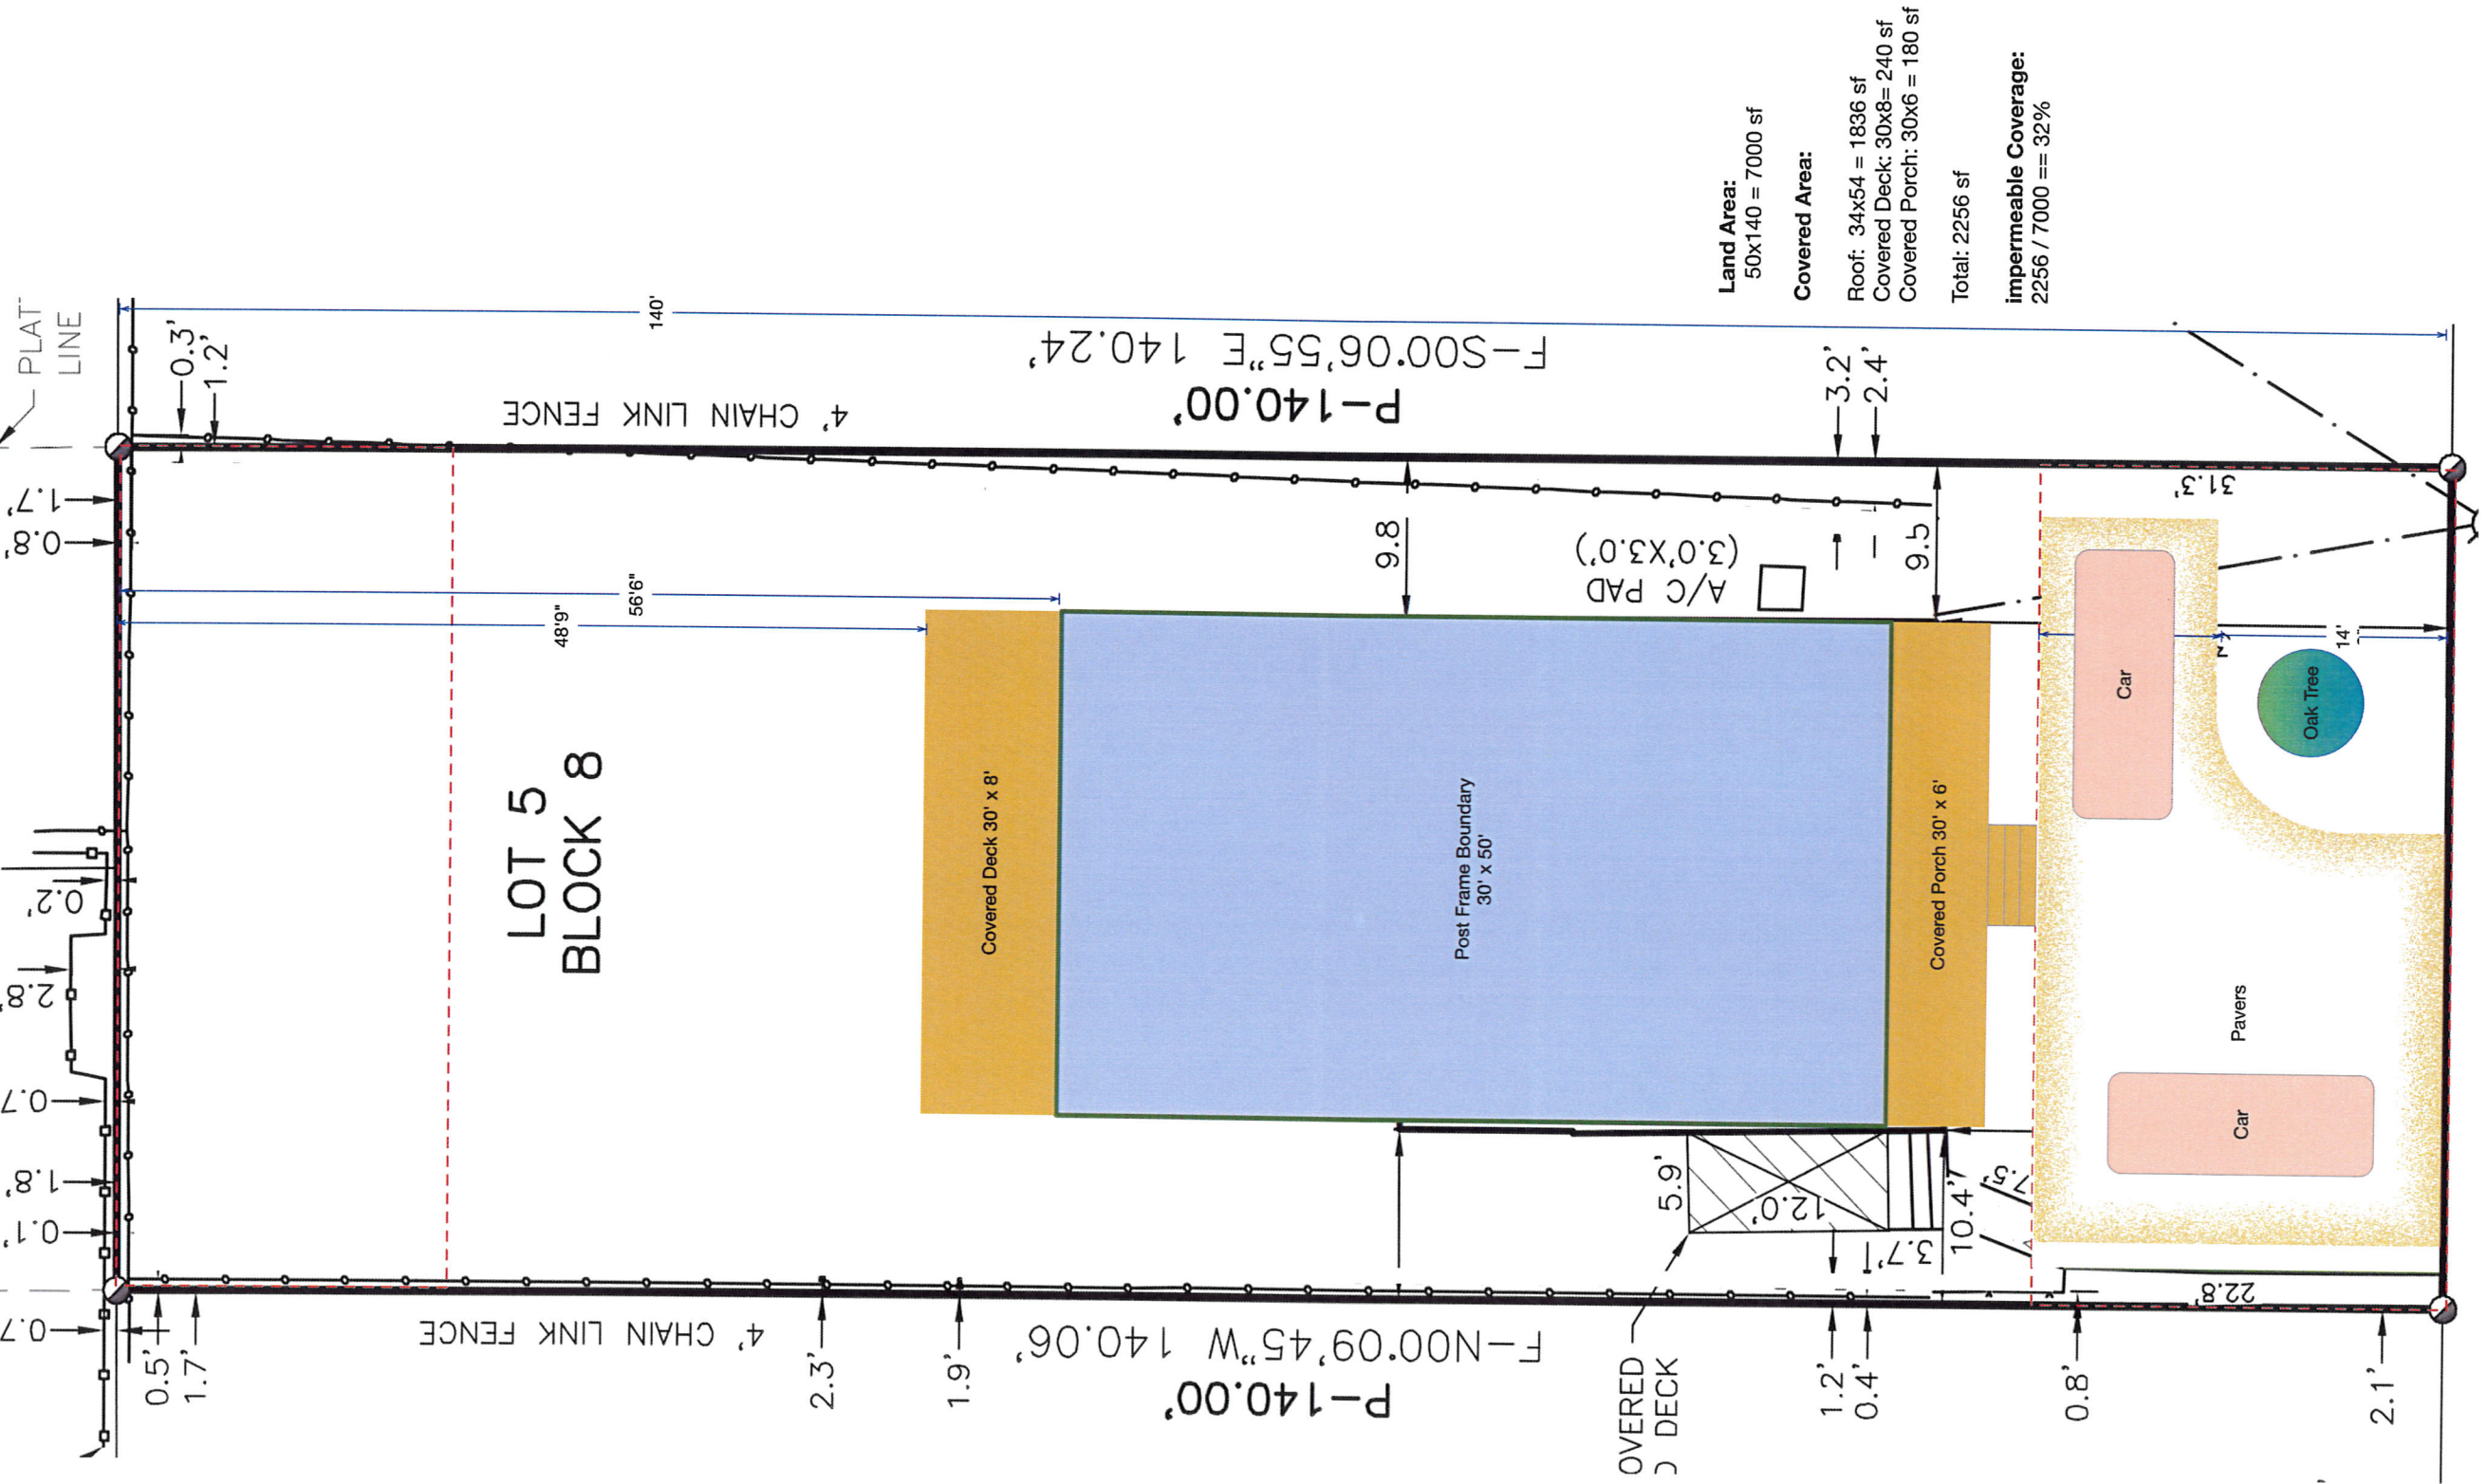 PLAT
LINE
0.3'
1.2'
140'
F-S00°06'55"E 140.24'
P-140.00'
4' CHAIN LINK FENCE
3.2'
2.4'
Land Area:
50x140 = 7000 sf
Covered Area:
Roof: 34x54 = 1836 sf
Covered Deck: 30x8= 240 sf
Covered Porch: 30x6 = 180 sf
Total: 2256 sf
impermeable Coverage:
2256 / 7000 == 32%
1.7'
0.8'
0.2'
2.8'
0.7
1.8'
0.1'
0.7
48'9"
56'6"
9.8
A/C PAD
(3.0'X3.0')
9.5
31.3'
14'
LOT 5
BLOCK 8
Covered Deck 30' x 8'
Post Frame Boundary
30' x 50'
Covered Porch 30' x 6'
Car
Oak Tree
Pavers
Car
5.9'
12.0'
3.7'
10.4'
7.5'
22.8'
0.5'
1.7'
4' CHAIN LINK FENCE
2.3'
1.9'
F-N00°09'45"W 140.06'
P-140.00'
OVERED
DECK
1.2'
0.4'
0.8'
2.1'